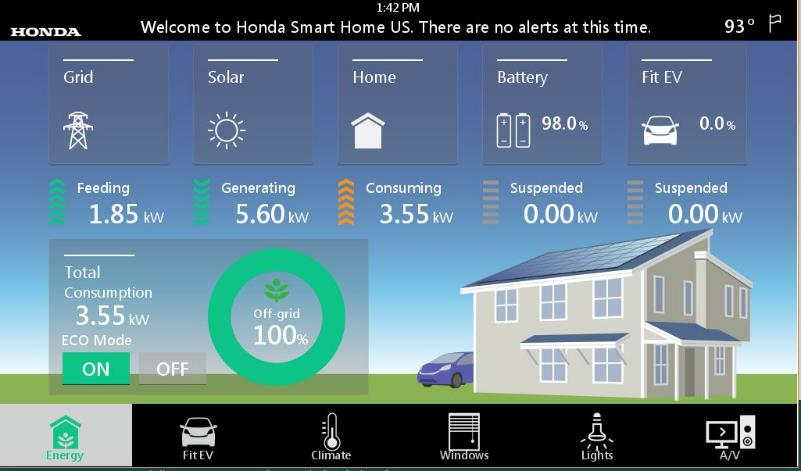 1:42 PM
HONDA
Welcome to Honda Smart Home US. There are no alerts at this time.
93°
Grid
Solar
Home
Battery
98.0%
Fit EV
0.0%
Feeding
1.85 kW
Generating
5.60 kW
Consuming
3.55 kW
Suspended
0.00 kW
Suspended
0.00 kW
Total
Consumption
3.55 kW
ECO Mode
ON OFF
Off-grid
100%
Energy
Fit EV
Climate
Windows
Lights
A/V